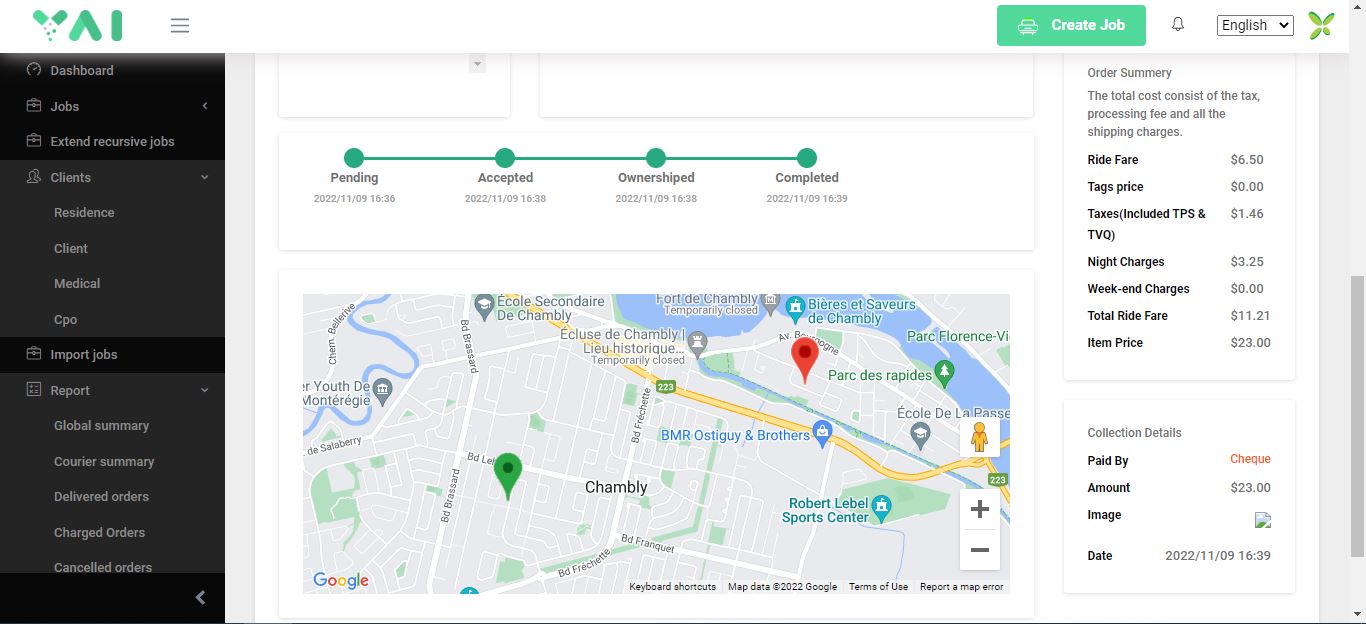 YAI
Create Job
English
Dashboard
Jobs
Extend recursive jobs
Clients
Residence
Client
Medical
Cpo
Import jobs
Report
Global summary
Courier summary
Delivered orders
Charged Orders
Cancelled orders
Pending
2022/11/09 16:36
Accepted
2022/11/09 16:38
Ownershiped
2022/11/09 16:38
Completed
2022/11/09 16:39
Chem. Bellerive
École Secondaire
De Chambly
Fort de Chambly
Temporarily closed
Bières et Saveurs
de Chambly
Écluse de Chambly |
Lieu historique...
Temporarily closed
Av. Bourgogne
Parc Florence-Vi
Parc des rapides
er Youth De
Montérégie
Bd Brassard
223
Bd Fréchette
École De La Passe
BMR Ostiguy & Brothers
de Salaberry
Bd Le
Bd Brassard
Chambly
223
Robert Lebel
Sports Center
Bd Franquet
Bd Fréchette
Google
Keyboard shortcuts
Map data ©2022 Google
Terms of Use
Report a map error
Order Summery
The total cost consist of the tax,
processing fee and all the
shipping charges.
Ride Fare $6.50
Tags price $0.00
Taxes(Included TPS & $1.46
TVQ)
Night Charges $3.25
Week-end Charges $0.00
Total Ride Fare $11.21
Item Price $23.00
Collection Details
Paid By Cheque
Amount $23.00
Image
Date 2022/11/09 16:39